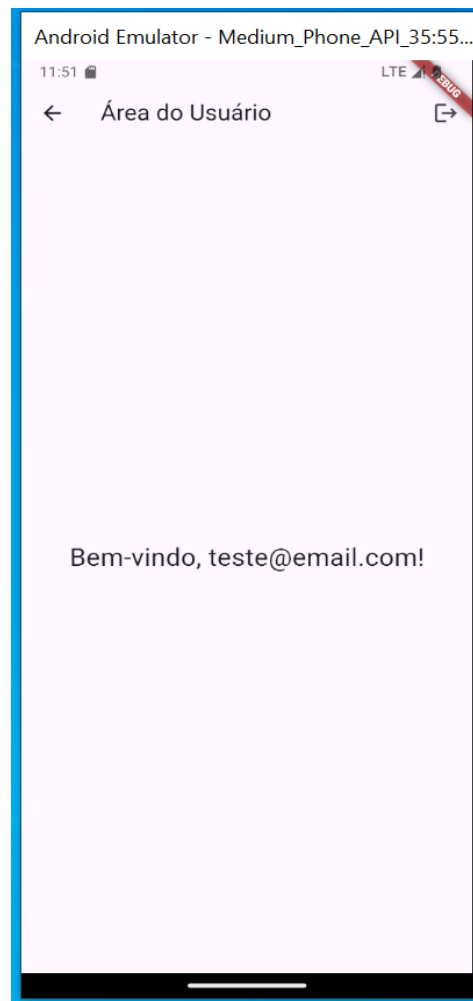 Android Emulator - Medium_Phone_API_35:55...
11:51 LTE
DEBUG
Área do Usuário
Bem-vindo, teste@email.com!